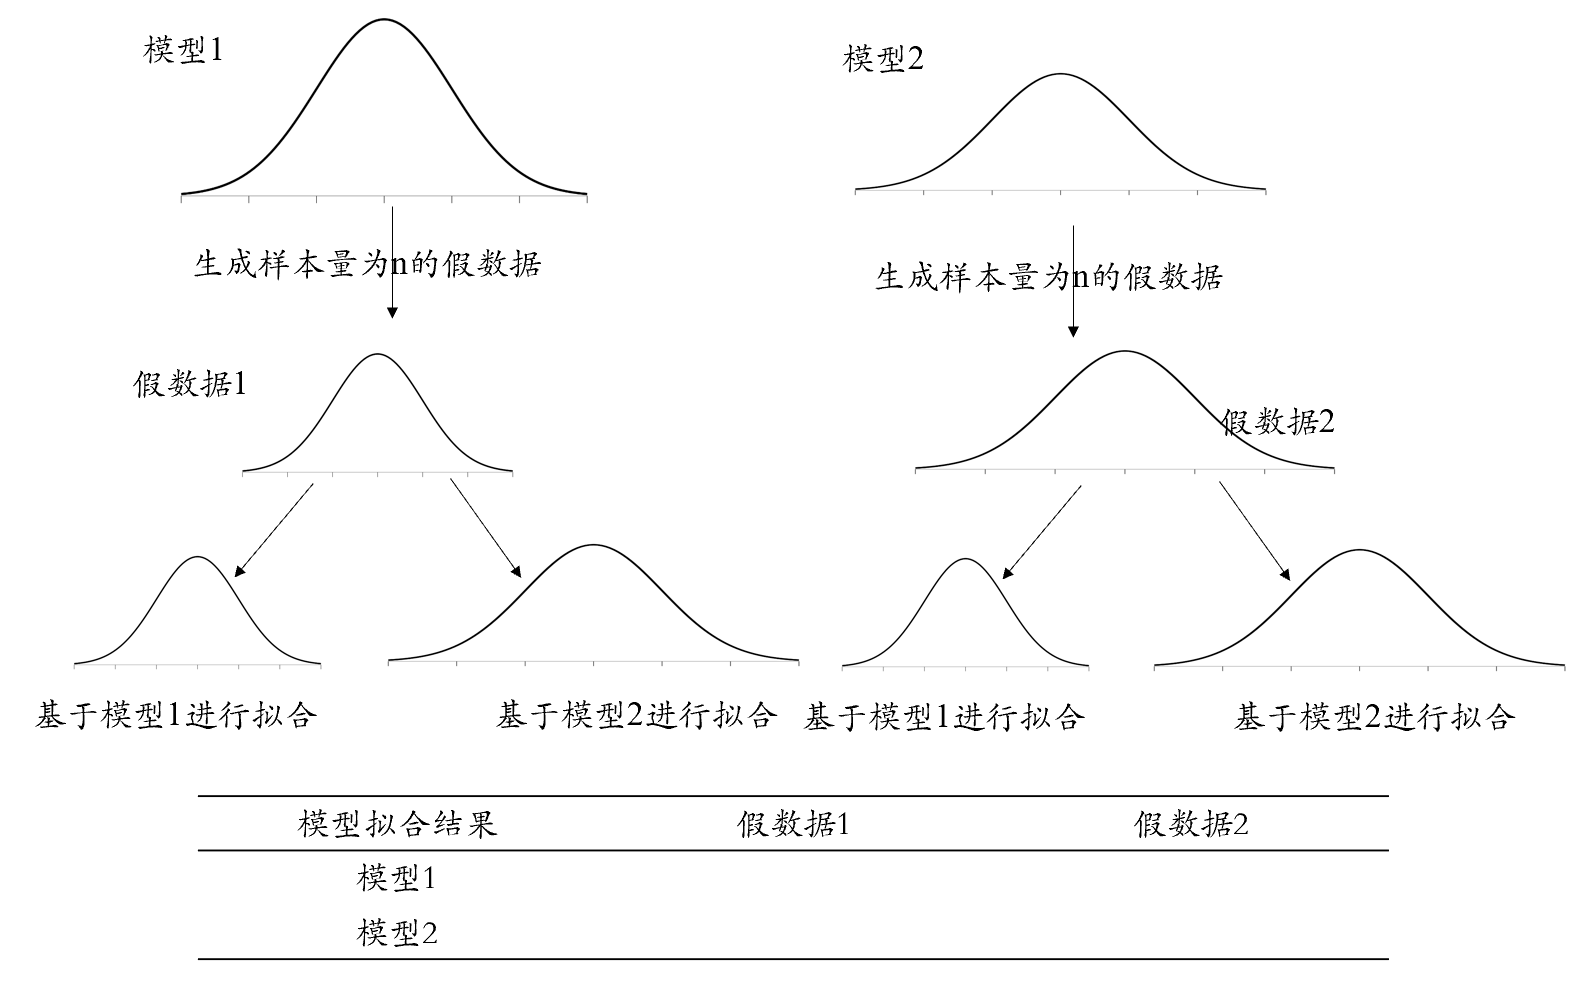 模型1
模型2
生成样本量为n的假数据
生成样本量为n的假数据
假数据1
假数据2
基于模型1进行拟合
基于模型2进行拟合
基于模型1进行拟合
基于模型2进行拟合
模型拟合结果 假数据1 假数据2
模型1
模型2